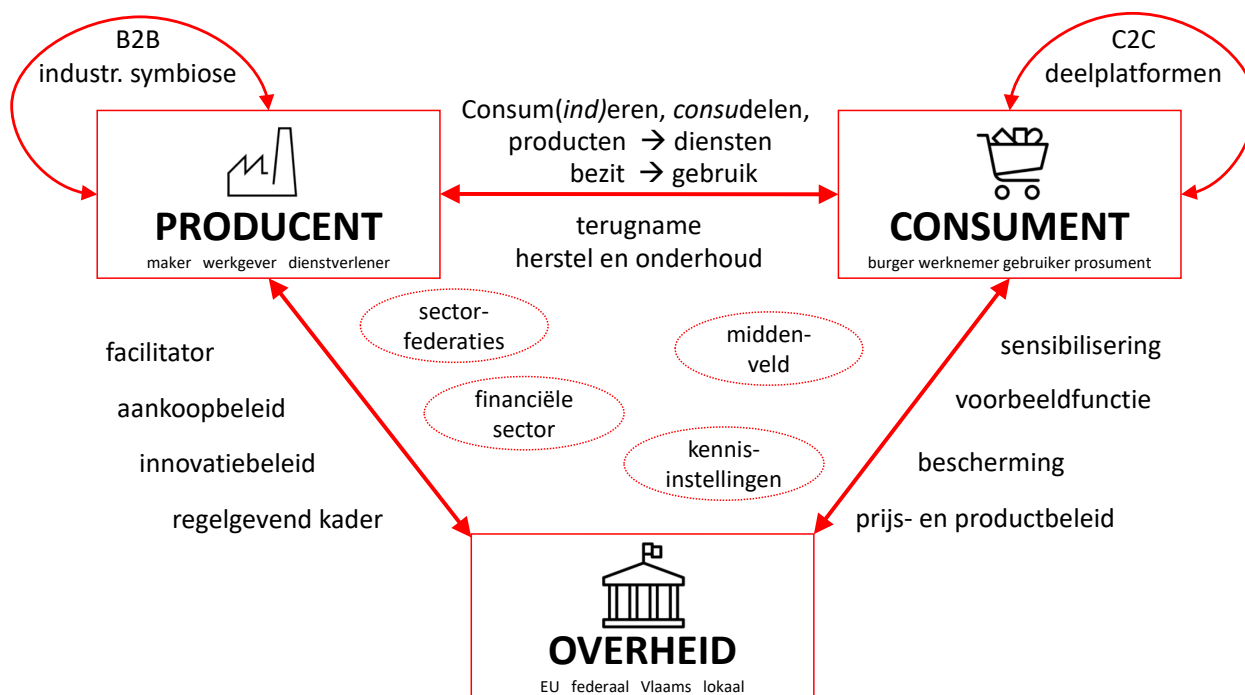 B2B
industr. symbiose
C2C
deelplatformen
Consum(ind)eren, consudelen,
producten → diensten
bezit → gebruik
PRODUCENT
maker werkgever dienstverlener
CONSUMENT
burger werknemer gebruiker prosument
terugname
herstel en onderhoud
sector-
federaties
midden-
veld
financiële
sector
kennis-
instellingen
facilitator
aankoopbeleid
innovatiebeleid
regelgevend kader
sensibilisering
voorbeeldfunctie
bescherming
prijs- en productbeleid
OVERHEID
EU federaal Vlaams lokaal